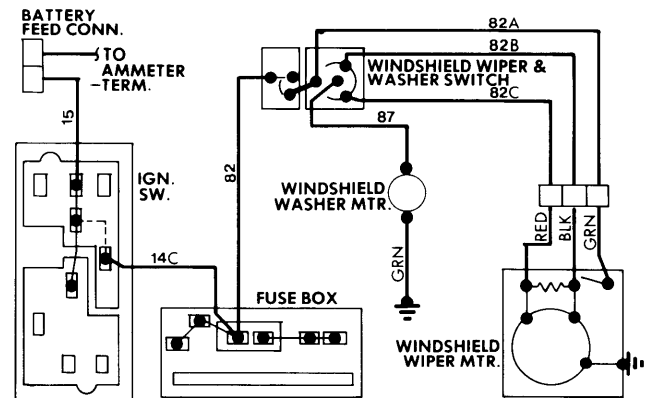 BATTERY
FEED CONN.
TO
AMMETER
TERM.
15
IGN.
SW.
14C
82
FUSE BOX
82A
82B
WINDSHIELD WIPER &
WASHER SWITCH
82C
87
WINDSHIELD
WASHER MTR.
GRN
RED
BLK
GRN
WINDSHIELD
WIPER MTR.